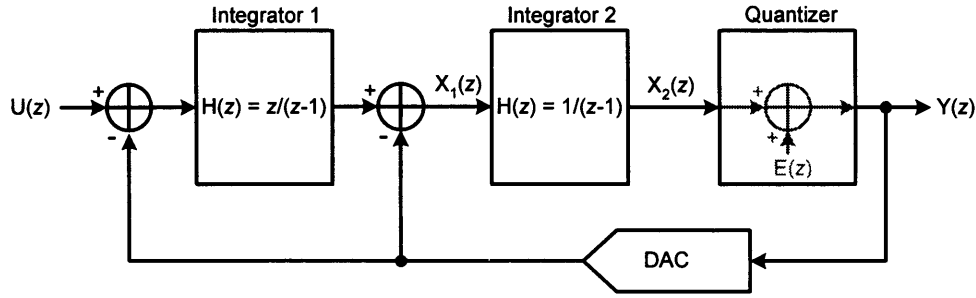 Integrator 1
Integrator 2
Quantizer
U(z)
+
-
H(z) = z/(z-1)
+
-
X₁(z)
H(z) = 1/(z-1)
X₂(z)
+
+
E(z)
Y(z)
DAC